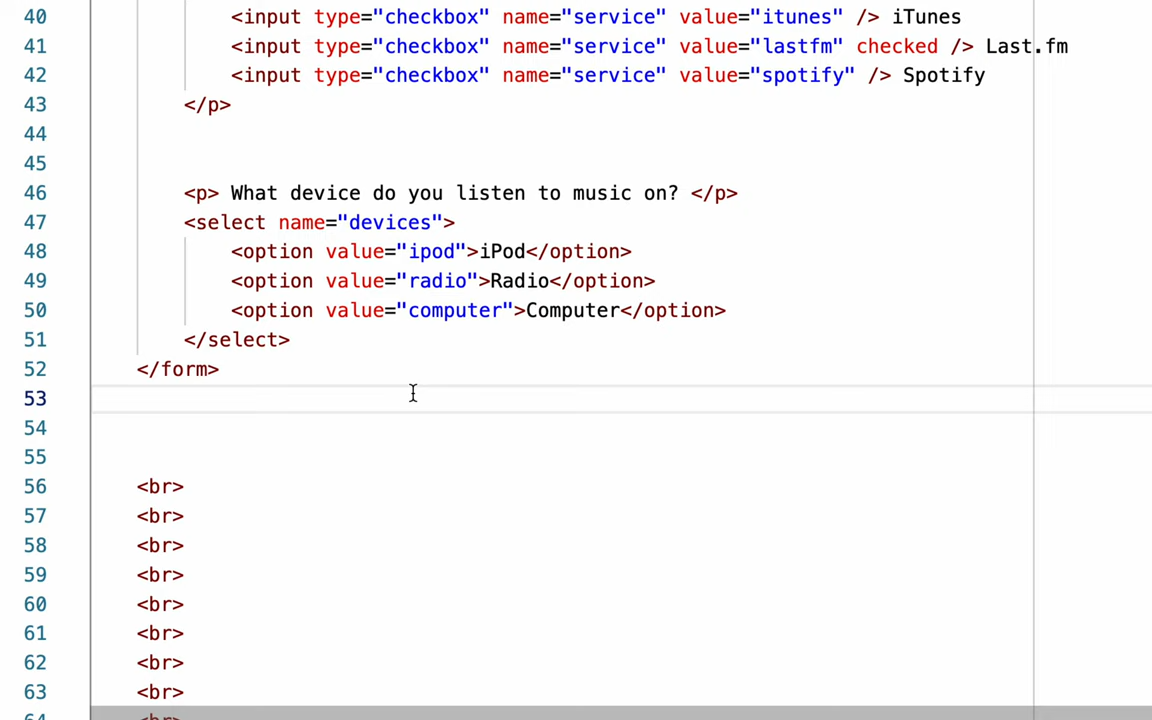 40 <input type="checkbox" name="service" value="itunes" /> iTunes
41 <input type="checkbox" name="service" value="lastfm" checked /> Last.fm
42 <input type="checkbox" name="service" value="spotify" /> Spotify
43 </p>
44
45
46 <p> What device do you listen to music on? </p>
47 <select name="devices">
48 <option value="ipod">iPod</option>
49 <option value="radio">Radio</option>
50 <option value="computer">Computer</option>
51 </select>
52 </form>
53
54
55
56 <br>
57 <br>
58 <br>
59 <br>
60 <br>
61 <br>
62 <br>
63 <br>
64 <br>